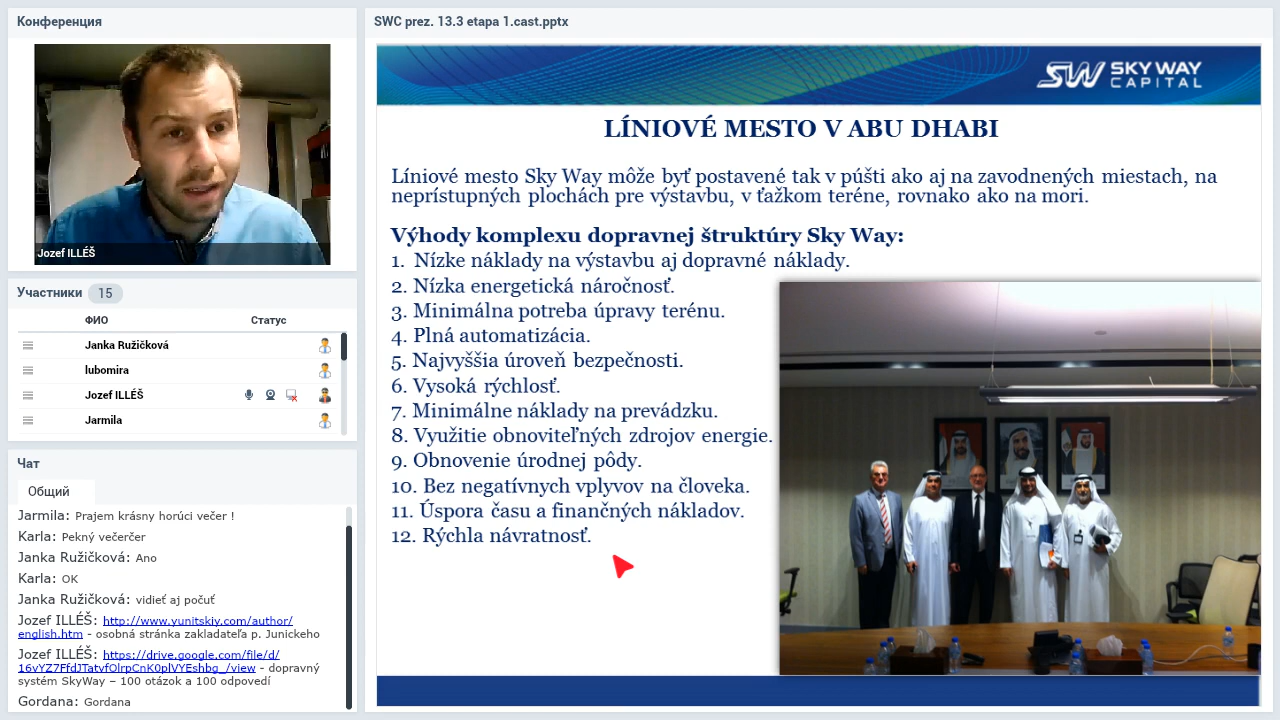 Конференция
Jozef ILLÉŠ
Участники 15
ФИО Статус
Janka Ružičková
lubomira
Jozef ILLÉŠ
Jarmila
Чат
Общий
Jarmila: Prajem krásny horúci večer !
Karla: Pekný večerčer
Janka Ružičková: Ano
Karla: OK
Janka Ružičková: vidieť aj počuť
Jozef ILLÉŠ: http://www.yunitskiy.com/author/
english.htm - osobná stránka zakladateľa p. Junickeho
Jozef ILLÉŠ: https://drive.google.com/file/d/
- dopravný
systém SkyWay – 100 otázok a 100 odpovedí
Gordana: Gordana
SWC prez. 13.3 etapa 1.cast.pptx
SW SKY WAY
CAPITAL
LÍNIOVÉ MESTO V ABU DHABI
Líniové mesto Sky Way môže byť postavené tak v púšti ako aj na zavodnených miestach, na
neprístupných plochách pre výstavbu, v ťažkom teréne, rovnako ako na mori.
Výhody komplexu dopravnej štruktúry Sky Way:
1. Nízke náklady na výstavbu aj dopravné náklady.
2. Nízka energetická náročnosť.
3. Minimálna potreba úpravy terénu.
4. Plná automatizácia.
5. Najvyššia úroveň bezpečnosti.
6. Vysoká rýchlosť.
7. Minimálne náklady na prevádzku.
8. Využitie obnoviteľných zdrojov energie.
9. Obnovenie úrodnej pôdy.
10. Bez negatívnych vplyvov na človeka.
11. Úspora času a finančných nákladov.
12. Rýchla návratnosť.